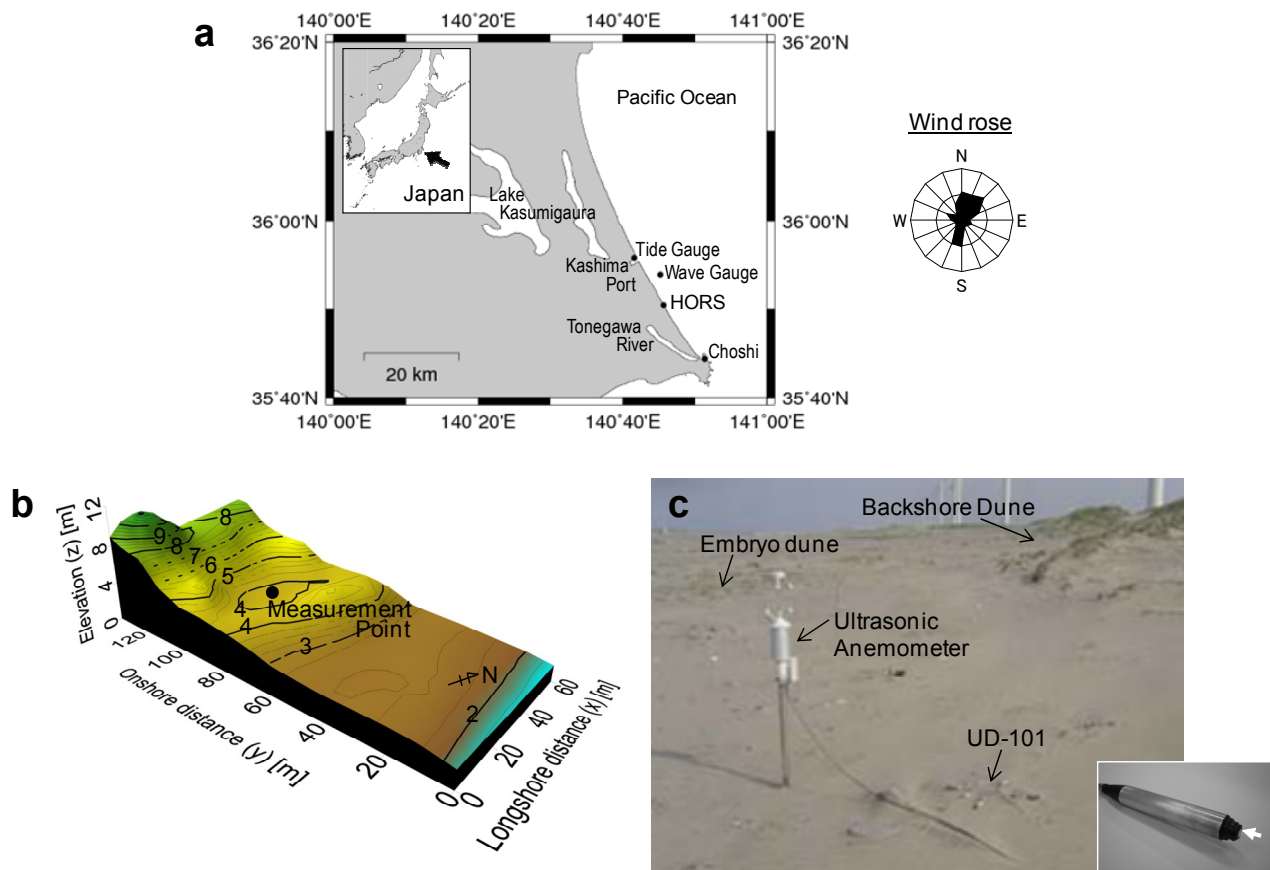 a
140°00'E 140°20'E 140°40'E 141°00'E
36°20'N 36°20'N
Pacific Ocean
Japan
Lake
Kasumigaura
36°00'N 36°00'N
Tide Gauge
Kashima
Port
Wave Gauge
HORS
Tonegawa
River
Choshi
20 km
35°40'N 35°40'N
140°00'E 140°20'E 140°40'E 141°00'E
Wind rose
N
W E
S
b
Elevation (z) [m]
12
8
4
0
120
100
80
60
40
20
0
Onshore distance (y) [m]
0
20
40
60
Longshore distance (x) [m]
8
9
8
7
6
5
4
4
3
2
Measurement
Point
N
c
Backshore Dune
Embryo dune
Ultrasonic
Anemometer
UD-101